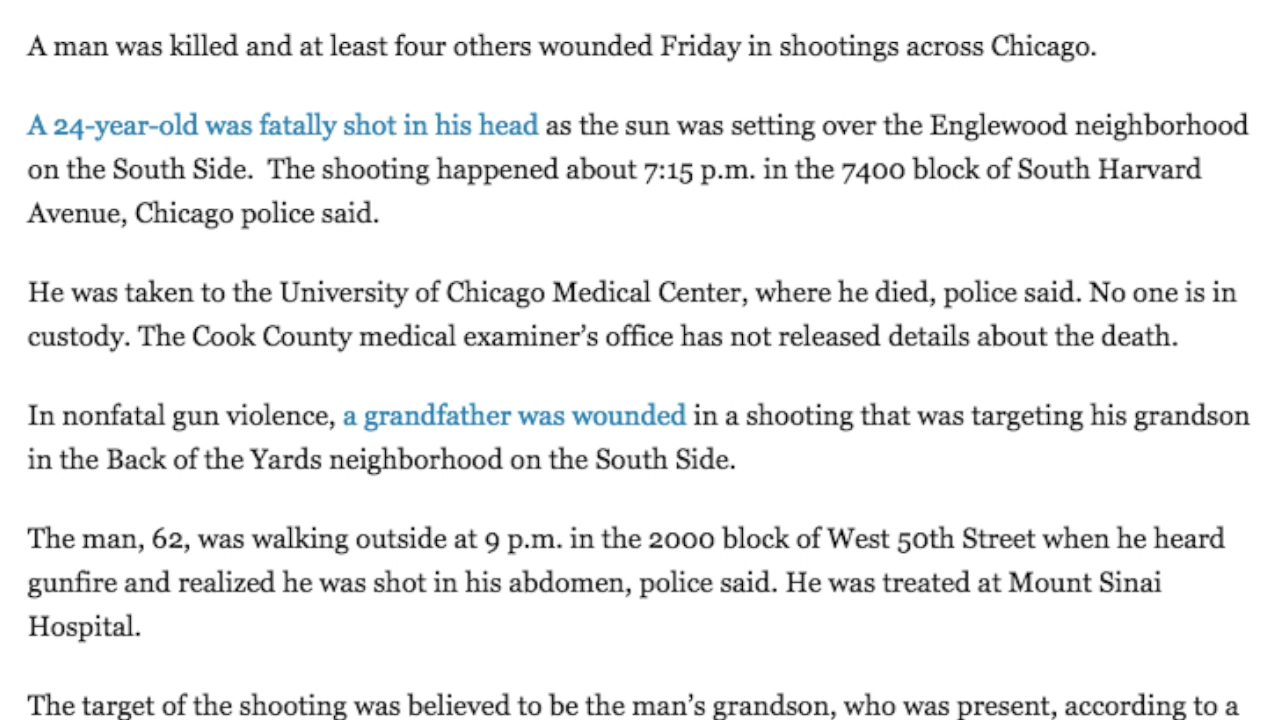 A man was killed and at least four others wounded Friday in shootings across Chicago.
A 24-year-old was fatally shot in his head as the sun was setting over the Englewood neighborhood
on the South Side.  The shooting happened about 7:15 p.m. in the 7400 block of South Harvard
Avenue, Chicago police said.
He was taken to the University of Chicago Medical Center, where he died, police said. No one is in
custody. The Cook County medical examiner’s office has not released details about the death.
In nonfatal gun violence, a grandfather was wounded in a shooting that was targeting his grandson
in the Back of the Yards neighborhood on the South Side.
The man, 62, was walking outside at 9 p.m. in the 2000 block of West 50th Street when he heard
gunfire and realized he was shot in his abdomen, police said. He was treated at Mount Sinai
Hospital.
The target of the shooting was believed to be the man’s grandson, who was present, according to a